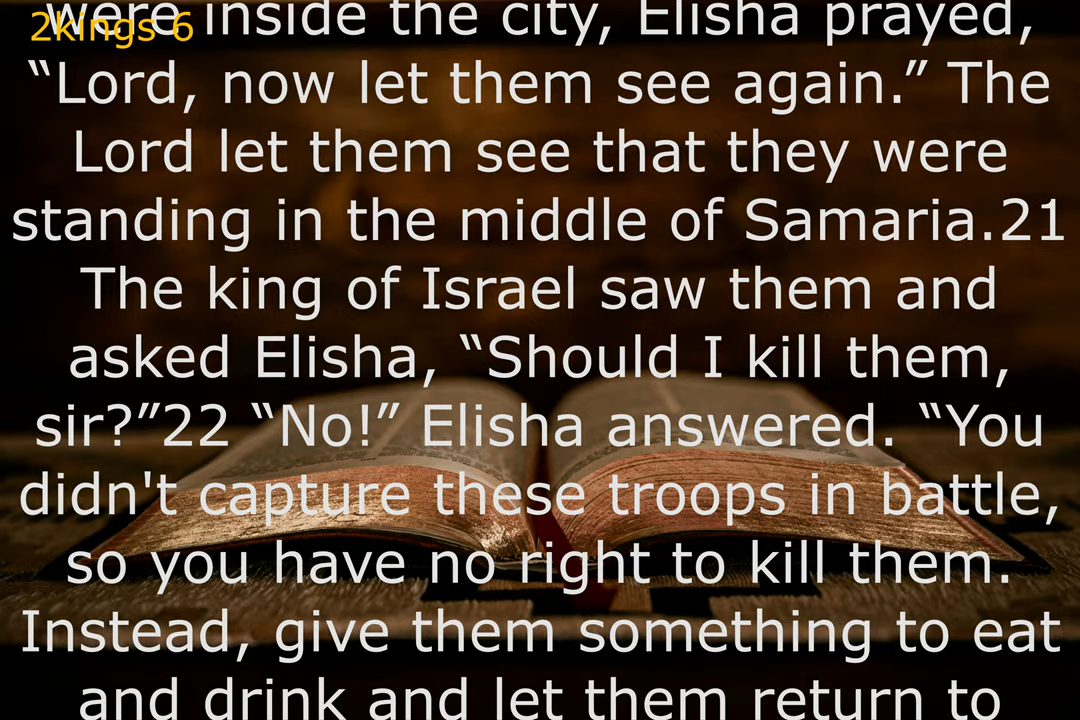 2kings 6
were inside the city, Elisha prayed,
“Lord, now let them see again.” The
Lord let them see that they were
standing in the middle of Samaria.21
The king of Israel saw them and
asked Elisha, “Should I kill them,
sir?”22 “No!” Elisha answered. “You
didn't capture these troops in battle,
so you have no right to kill them.
Instead, give them something to eat
and drink and let them return to